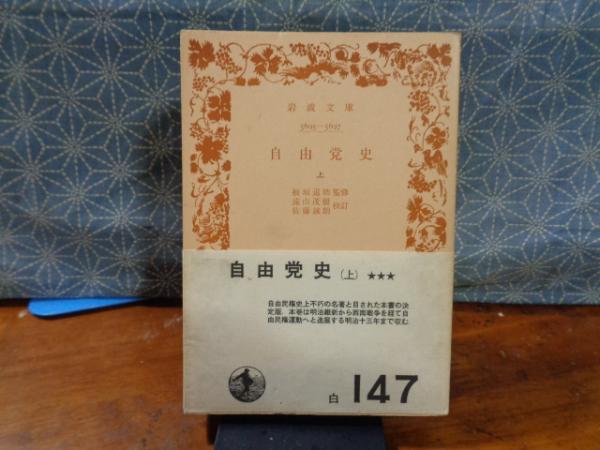 岩波文庫
5695-5697
自由党史
上
板垣退助監修
遠山茂樹
佐藤誠朗 校訂
自由党史(上) ★★★
自由民権史上不朽の名著と目された本書の決
定版．本巻は明治維新から西南戦争を経て自
由民権運動へと進展する明治十三年まで収む．
白 147